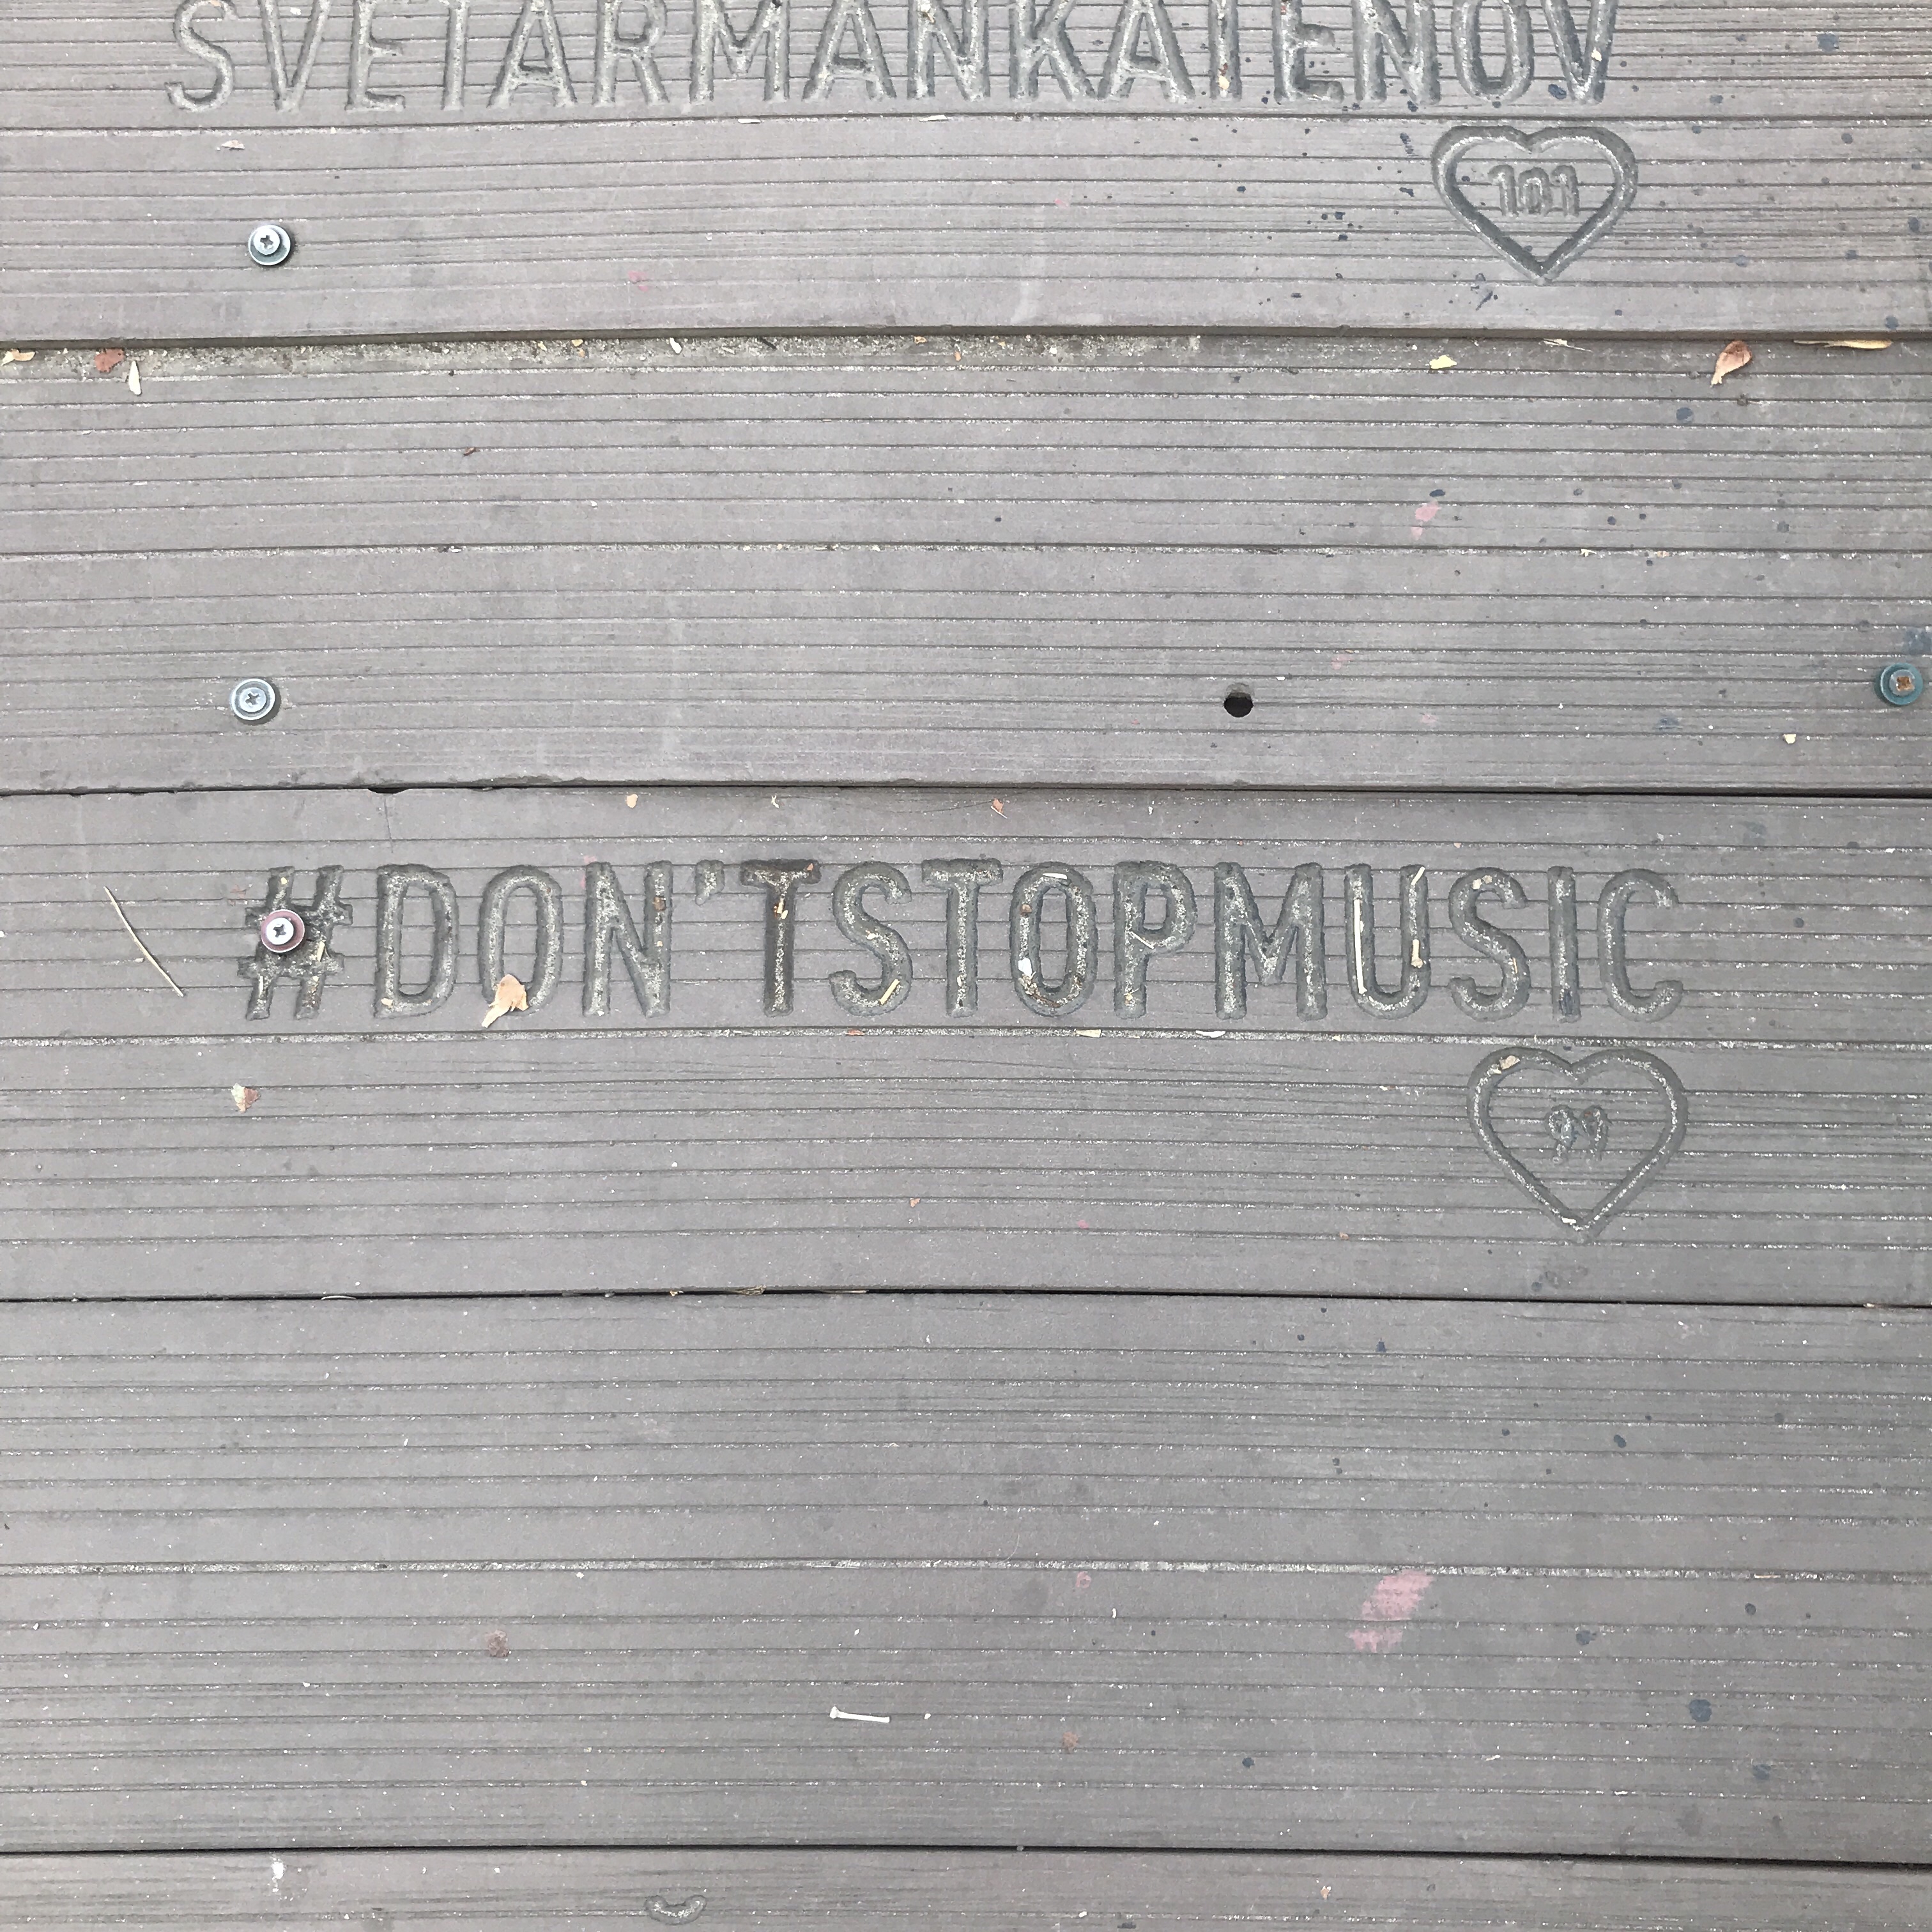 SVETARMANKATENOV
101
#DON'TSTOPMUSIC
99